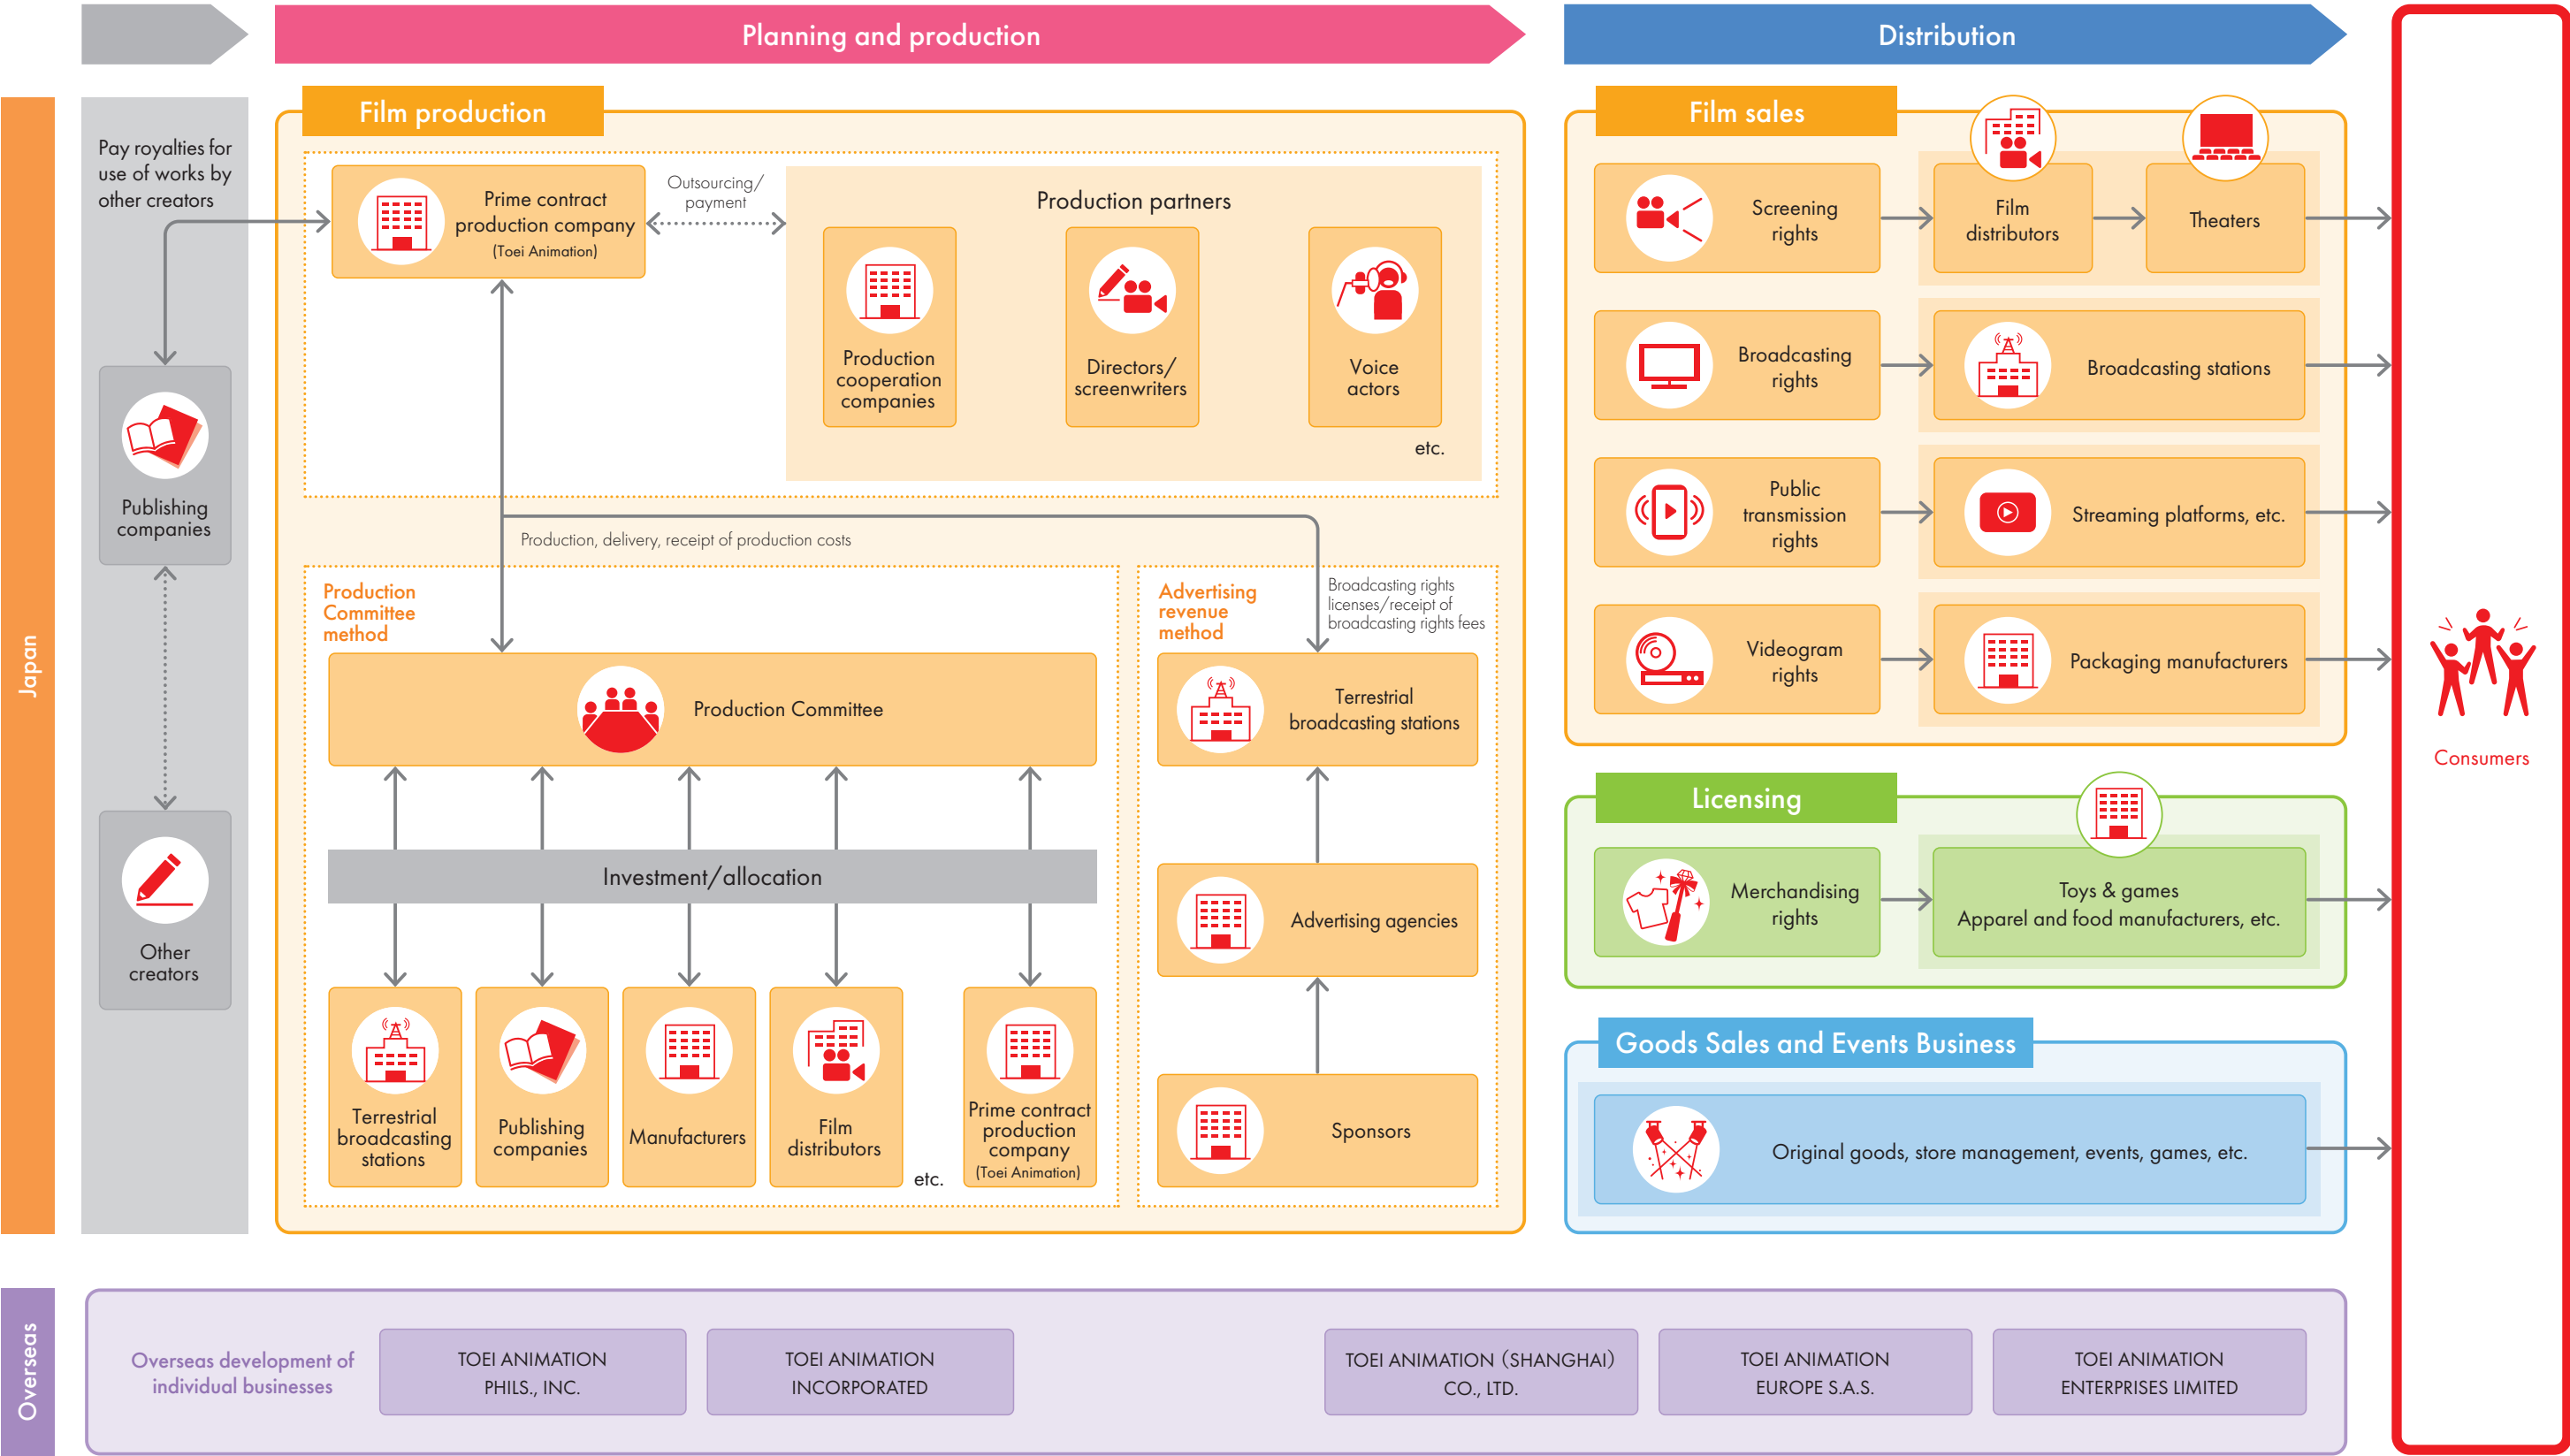 Planning and production
Distribution
Japan
Pay royalties for
use of works by
other creators
Publishing
companies
Other
creators
Film production
Prime contract
production company
(Toei Animation)
Outsourcing/
payment
Production partners
Production
cooperation
companies
Directors/
screenwriters
Voice
actors
etc.
Production, delivery, receipt of production costs
Production
Committee
method
Production Committee
Investment/allocation
Terrestrial
broadcasting
stations
Publishing
companies
Manufacturers
Film
distributors
etc.
Prime contract
production
company
(Toei Animation)
Advertising
revenue
method
Broadcasting rights
licenses/receipt of
broadcasting rights fees
Terrestrial
broadcasting stations
Advertising agencies
Sponsors
Film sales
Screening
rights
Film
distributors
Theaters
Broadcasting
rights
Broadcasting stations
Public
transmission
rights
Streaming platforms, etc.
Videogram
rights
Packaging manufacturers
Licensing
Merchandising
rights
Toys & games
Apparel and food manufacturers, etc.
Goods Sales and Events Business
Original goods, store management, events, games, etc.
Consumers
Overseas
Overseas development of
individual businesses
TOEI ANIMATION
PHILS., INC.
TOEI ANIMATION
INCORPORATED
TOEI ANIMATION (SHANGHAI)
CO., LTD.
TOEI ANIMATION
EUROPE S.A.S.
TOEI ANIMATION
ENTERPRISES LIMITED